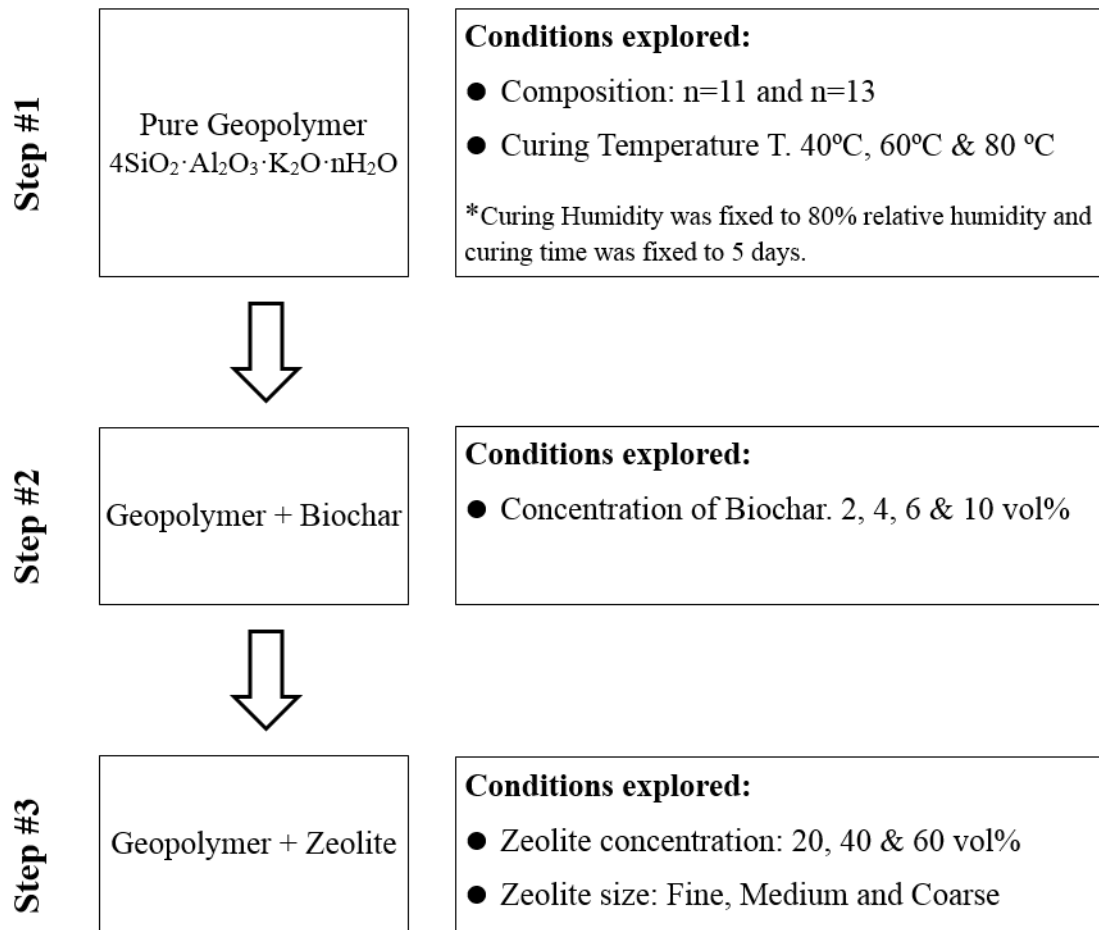 Step #1
Pure Geopolymer
4SiO₂·Al₂O₃·K₂O·nH₂O
Conditions explored:
● Composition: n=11 and n=13
● Curing Temperature T. 40ºC, 60ºC & 80 ºC
*Curing Humidity was fixed to 80% relative humidity and
curing time was fixed to 5 days.
Step #2
Geopolymer + Biochar
Conditions explored:
● Concentration of Biochar. 2, 4, 6 & 10 vol%
Step #3
Geopolymer + Zeolite
Conditions explored:
● Zeolite concentration: 20, 40 & 60 vol%
● Zeolite size: Fine, Medium and Coarse